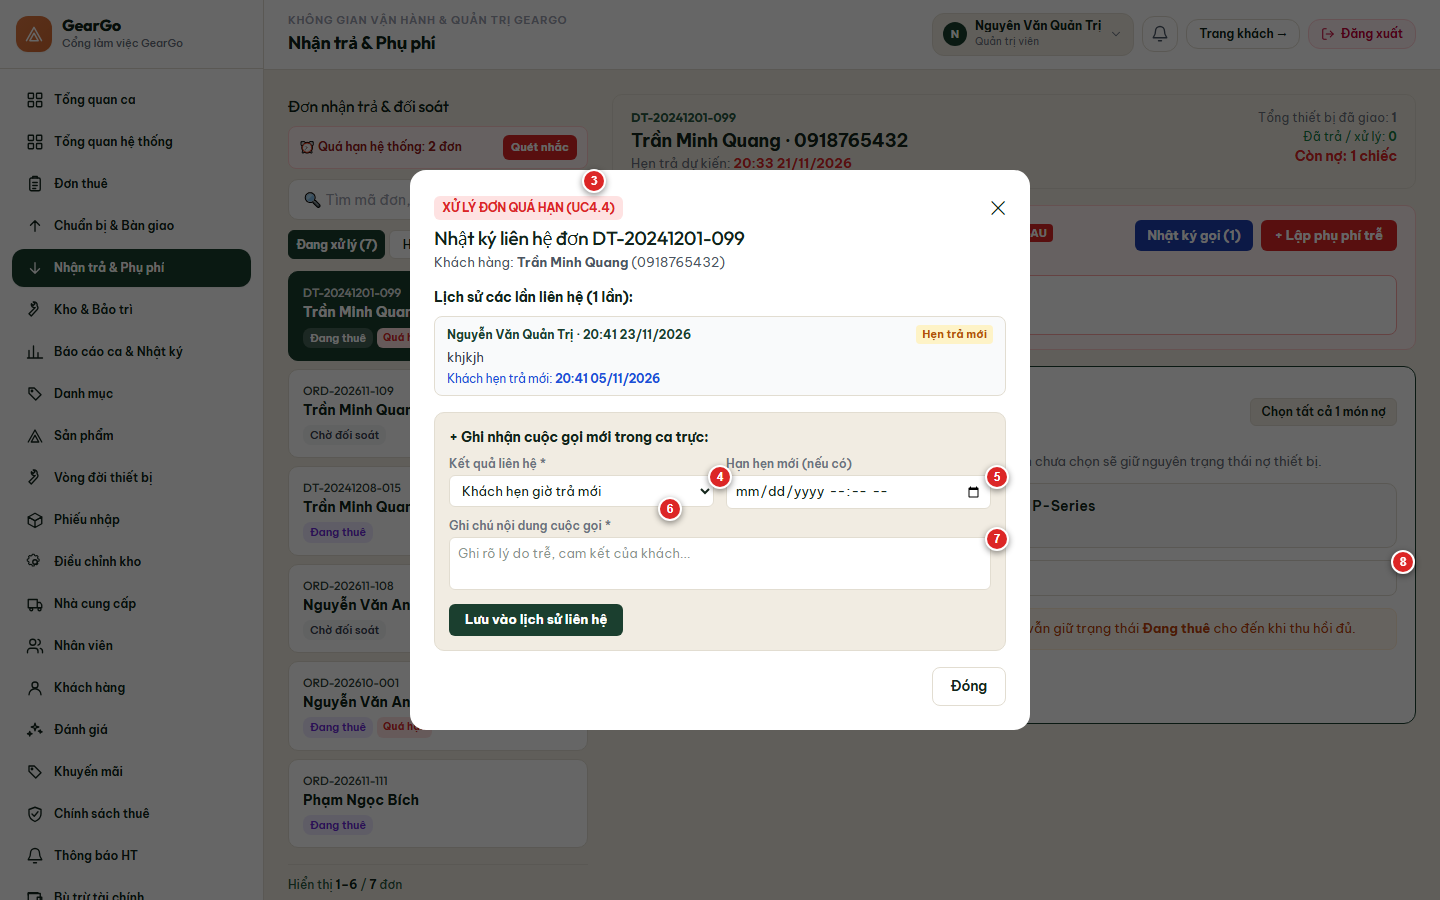 GearGo
Cổng làm việc GearGo
KHÔNG GIAN VẬN HÀNH & QUẢN TRỊ GEARGO
Nhận trả & Phụ phí
N
Nguyễn Văn Quản Trị
Quản trị viên
Trang khách →
Đăng xuất
Tổng quan ca
Tổng quan hệ thống
Đơn thuê
Chuẩn bị & Bàn giao
Nhận trả & Phụ phí
Kho & Bảo trì
Báo cáo ca & Nhật ký
Danh mục
Sản phẩm
Vòng đời thiết bị
Phiếu nhập
Điều chỉnh kho
Nhà cung cấp
Nhân viên
Khách hàng
Đánh giá
Khuyến mãi
Chính sách thuê
Thông báo HT
Bù trừ tài chính
Đơn nhận trả & đối soát
Quá hạn hệ thống: 2 đơn
Quét nhắc
Tìm mã đơn,
Đang xử lý (7)
H
DT-20241201-099
Trần Minh Quan
Đang thuê
Quá h
ORD-202611-109
Trần Minh Quan
Chờ đối soát
DT-20241208-015
Trần Minh Quan
Đang thuê
ORD-202611-108
Nguyễn Văn An
Chờ đối soát
ORD-202610-001
Nguyễn Văn An
Đang thuê
Quá hạ
ORD-202611-111
Phạm Ngọc Bích
Đang thuê
Hiển thị 1–6 / 7 đơn
DT-20241201-099
Trần Minh Quang · 0918765432
Hẹn trả dự kiến: 20:33 21/11/2026
Tổng thiết bị đã giao: 1
Đã trả / xử lý: 0
Còn nợ: 1 chiếc
AU
Nhật ký gọi (1)
+ Lập phụ phí trễ
Chọn tất cả 1 món nợ
chưa chọn sẽ giữ nguyên trạng thái nợ thiết bị.
P-Series
8
vẫn giữ trạng thái Đang thuê cho đến khi thu hồi đủ.
3
XỬ LÝ ĐƠN QUÁ HẠN (UC4.4)
Nhật ký liên hệ đơn DT-20241201-099
Khách hàng: Trần Minh Quang (0918765432)
Lịch sử các lần liên hệ (1 lần):
Nguyễn Văn Quản Trị · 20:41 23/11/2026
Hẹn trả mới
khjkjh
Khách hẹn trả mới: 20:41 05/11/2026
+ Ghi nhận cuộc gọi mới trong ca trực:
Kết quả liên hệ *
4
Hạn hẹn mới (nếu có)
5
Khách hẹn giờ trả mới
mm/dd/yyyy --:-- --
6
Ghi chú nội dung cuộc gọi *
7
Ghi rõ lý do trễ, cam kết của khách...
Lưu vào lịch sử liên hệ
Đóng